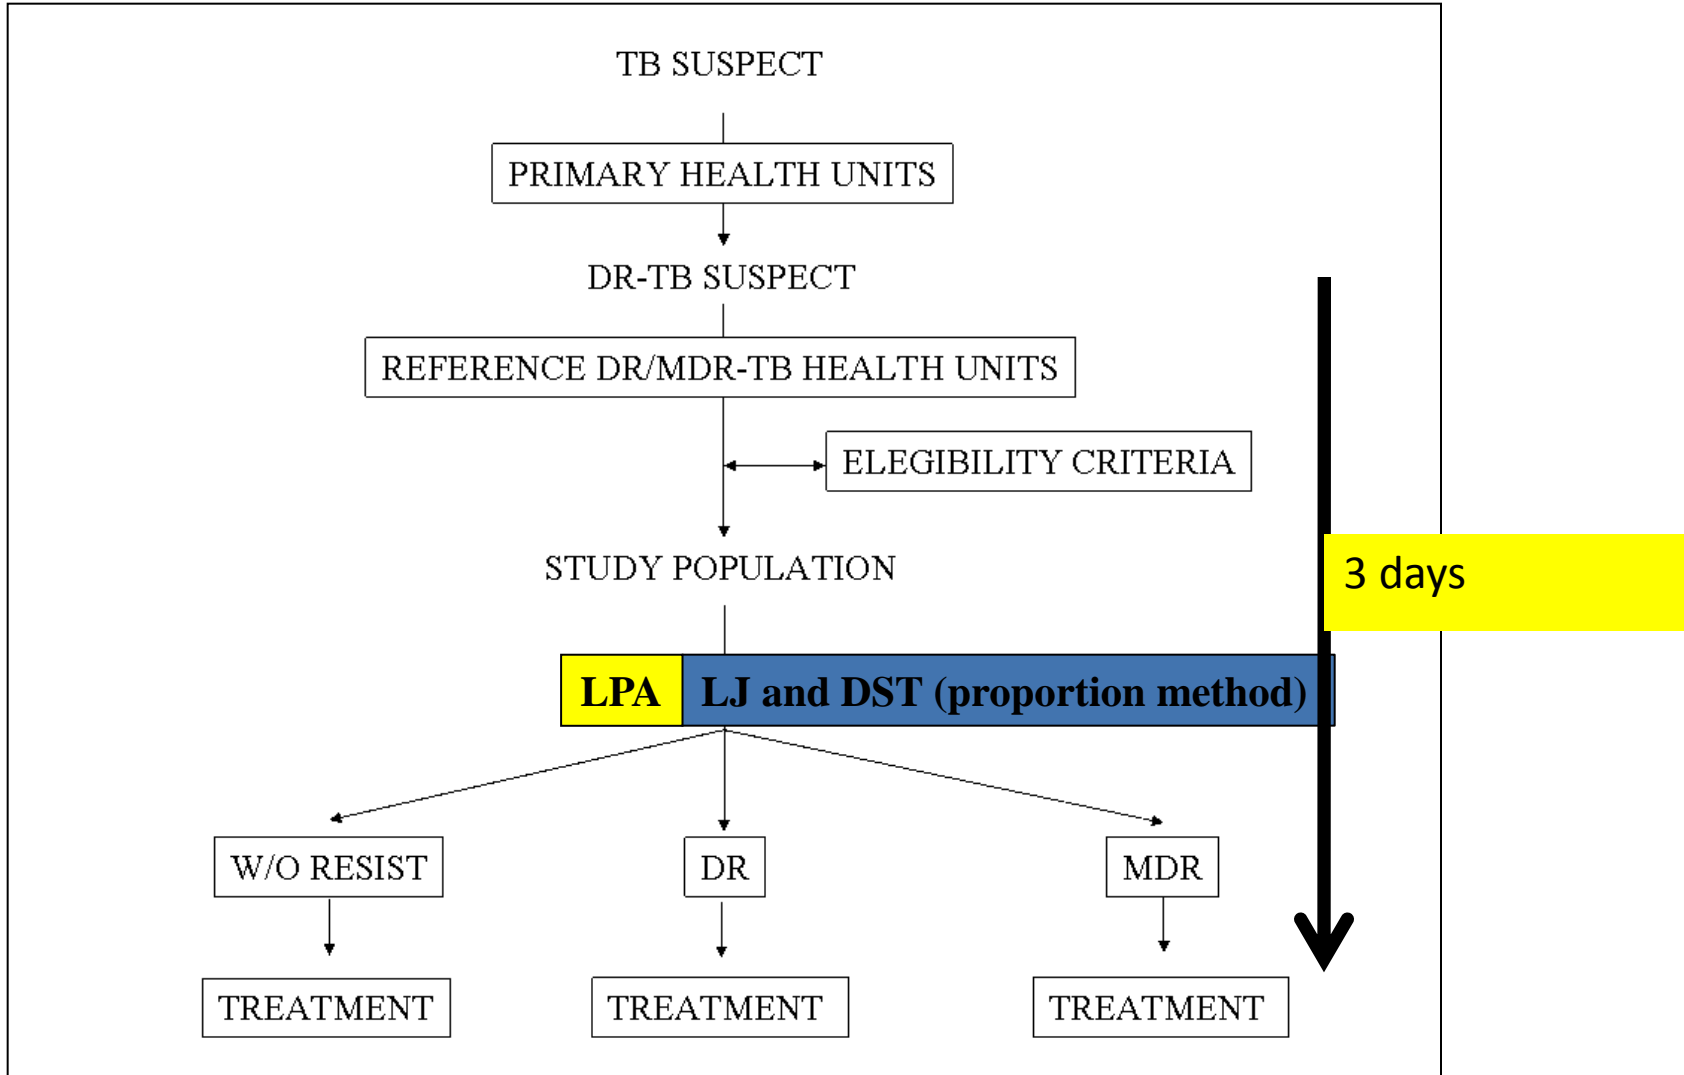 TB SUSPECT
PRIMARY HEALTH UNITS
DR-TB SUSPECT
REFERENCE DR/MDR-TB HEALTH UNITS
ELEGIBILITY CRITERIA
STUDY POPULATION
3 days
LPA LJ and DST (proportion method)
W/O RESIST DR MDR
TREATMENT TREATMENT TREATMENT